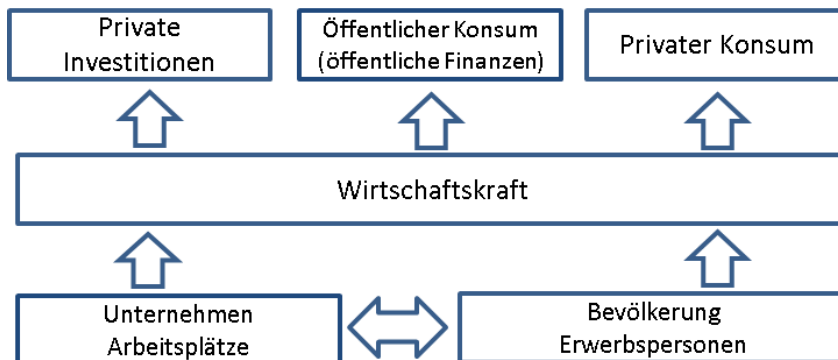 Private
Investitionen
Öffentlicher Konsum
(öffentliche Finanzen)
Privater Konsum
Wirtschaftskraft
Unternehmen
Arbeitsplätze
Bevölkerung
Erwerbspersonen